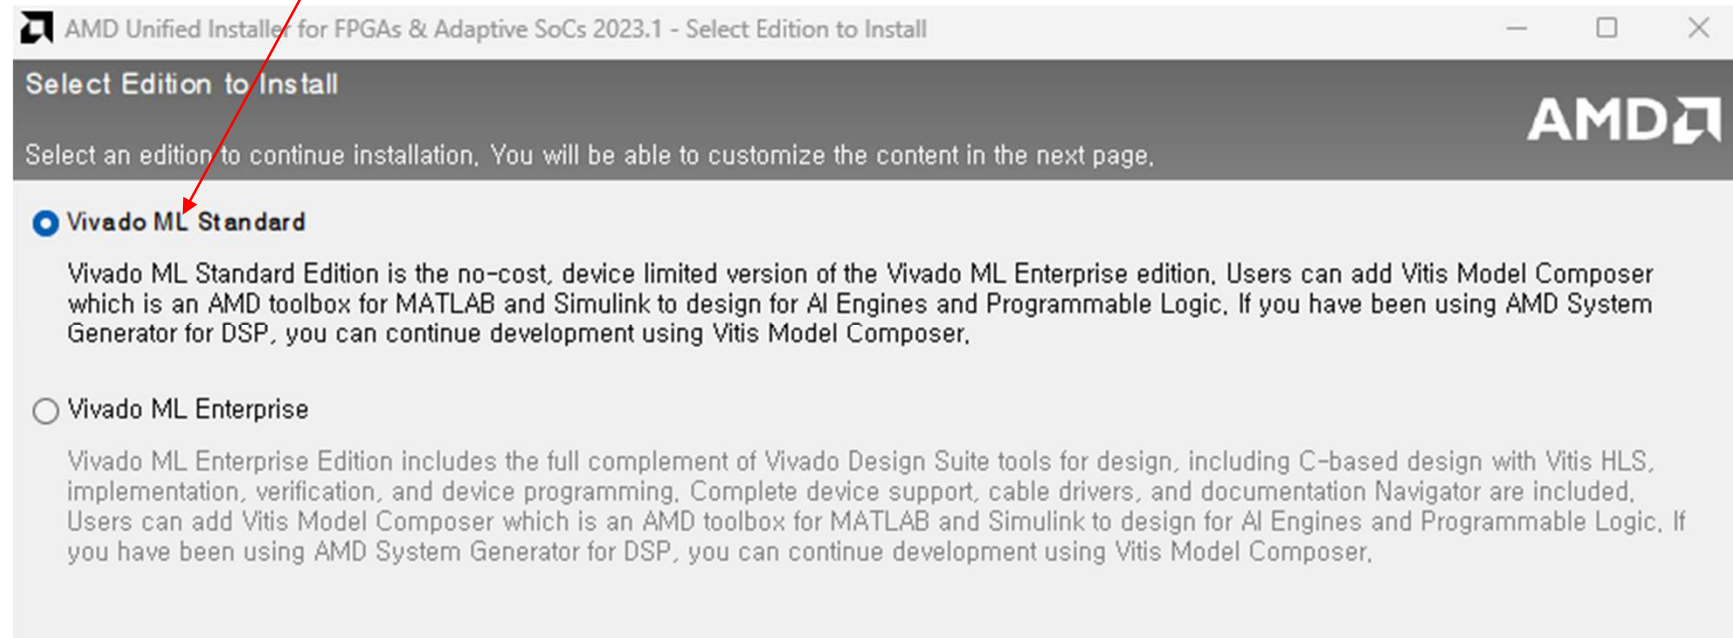 AMD Unified Installer for FPGAs & Adaptive SoCs 2023.1 - Select Edition to Install
Select Edition to Install
AMD
Select an edition to continue installation. You will be able to customize the content in the next page.
Vivado ML Standard
Vivado ML Standard Edition is the no-cost, device limited version of the Vivado ML Enterprise edition. Users can add Vitis Model Composer
which is an AMD toolbox for MATLAB and Simulink to design for AI Engines and Programmable Logic. If you have been using AMD System
Generator for DSP, you can continue development using Vitis Model Composer.
Vivado ML Enterprise
Vivado ML Enterprise Edition includes the full complement of Vivado Design Suite tools for design, including C-based design with Vitis HLS,
implementation, verification, and device programming. Complete device support, cable drivers, and documentation Navigator are included.
Users can add Vitis Model Composer which is an AMD toolbox for MATLAB and Simulink to design for AI Engines and Programmable Logic. If
you have been using AMD System Generator for DSP, you can continue development using Vitis Model Composer.